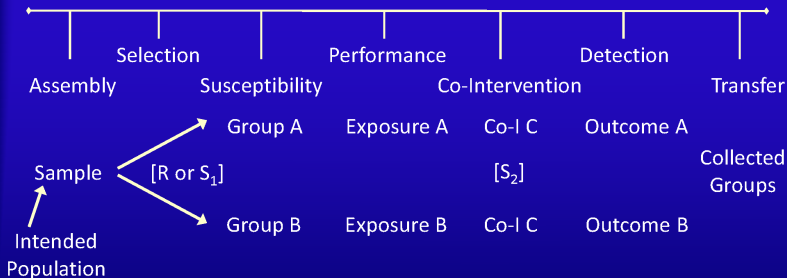 Selection Performance Detection
Assembly Susceptibility Co-Intervention Transfer
Group A Exposure A Co-I C Outcome A
Sample [R or S₁] [S₂] Collected Groups
Group B Exposure B Co-I C Outcome B
Intended
Population